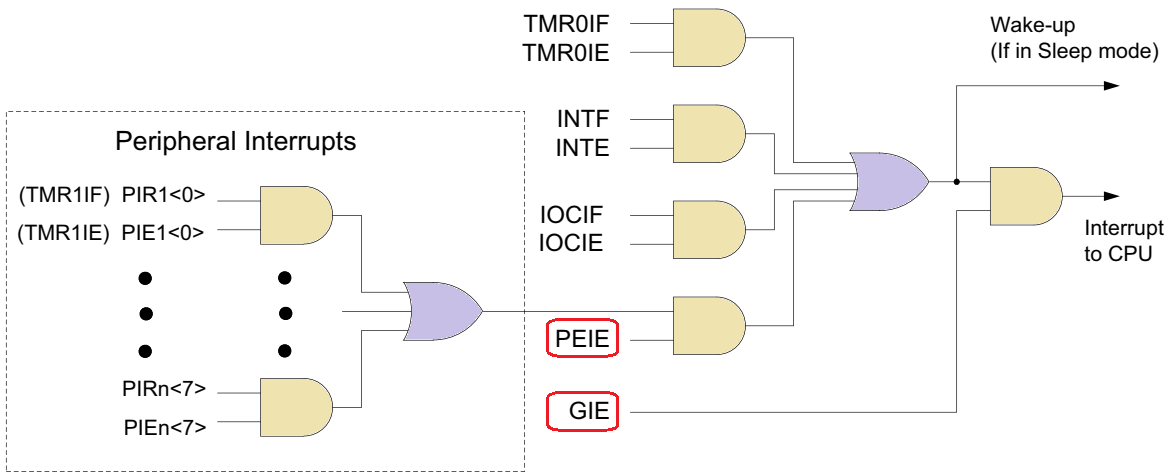 TMR0IF
TMR0IE
Wake-up
(If in Sleep mode)
INTF
INTE
Peripheral Interrupts
(TMR1IF) PIR1<0>
(TMR1IE) PIE1<0>
IOCIF
IOCIE
Interrupt
to CPU
PEIE
PIRn<7>
PIEn<7>
GIE